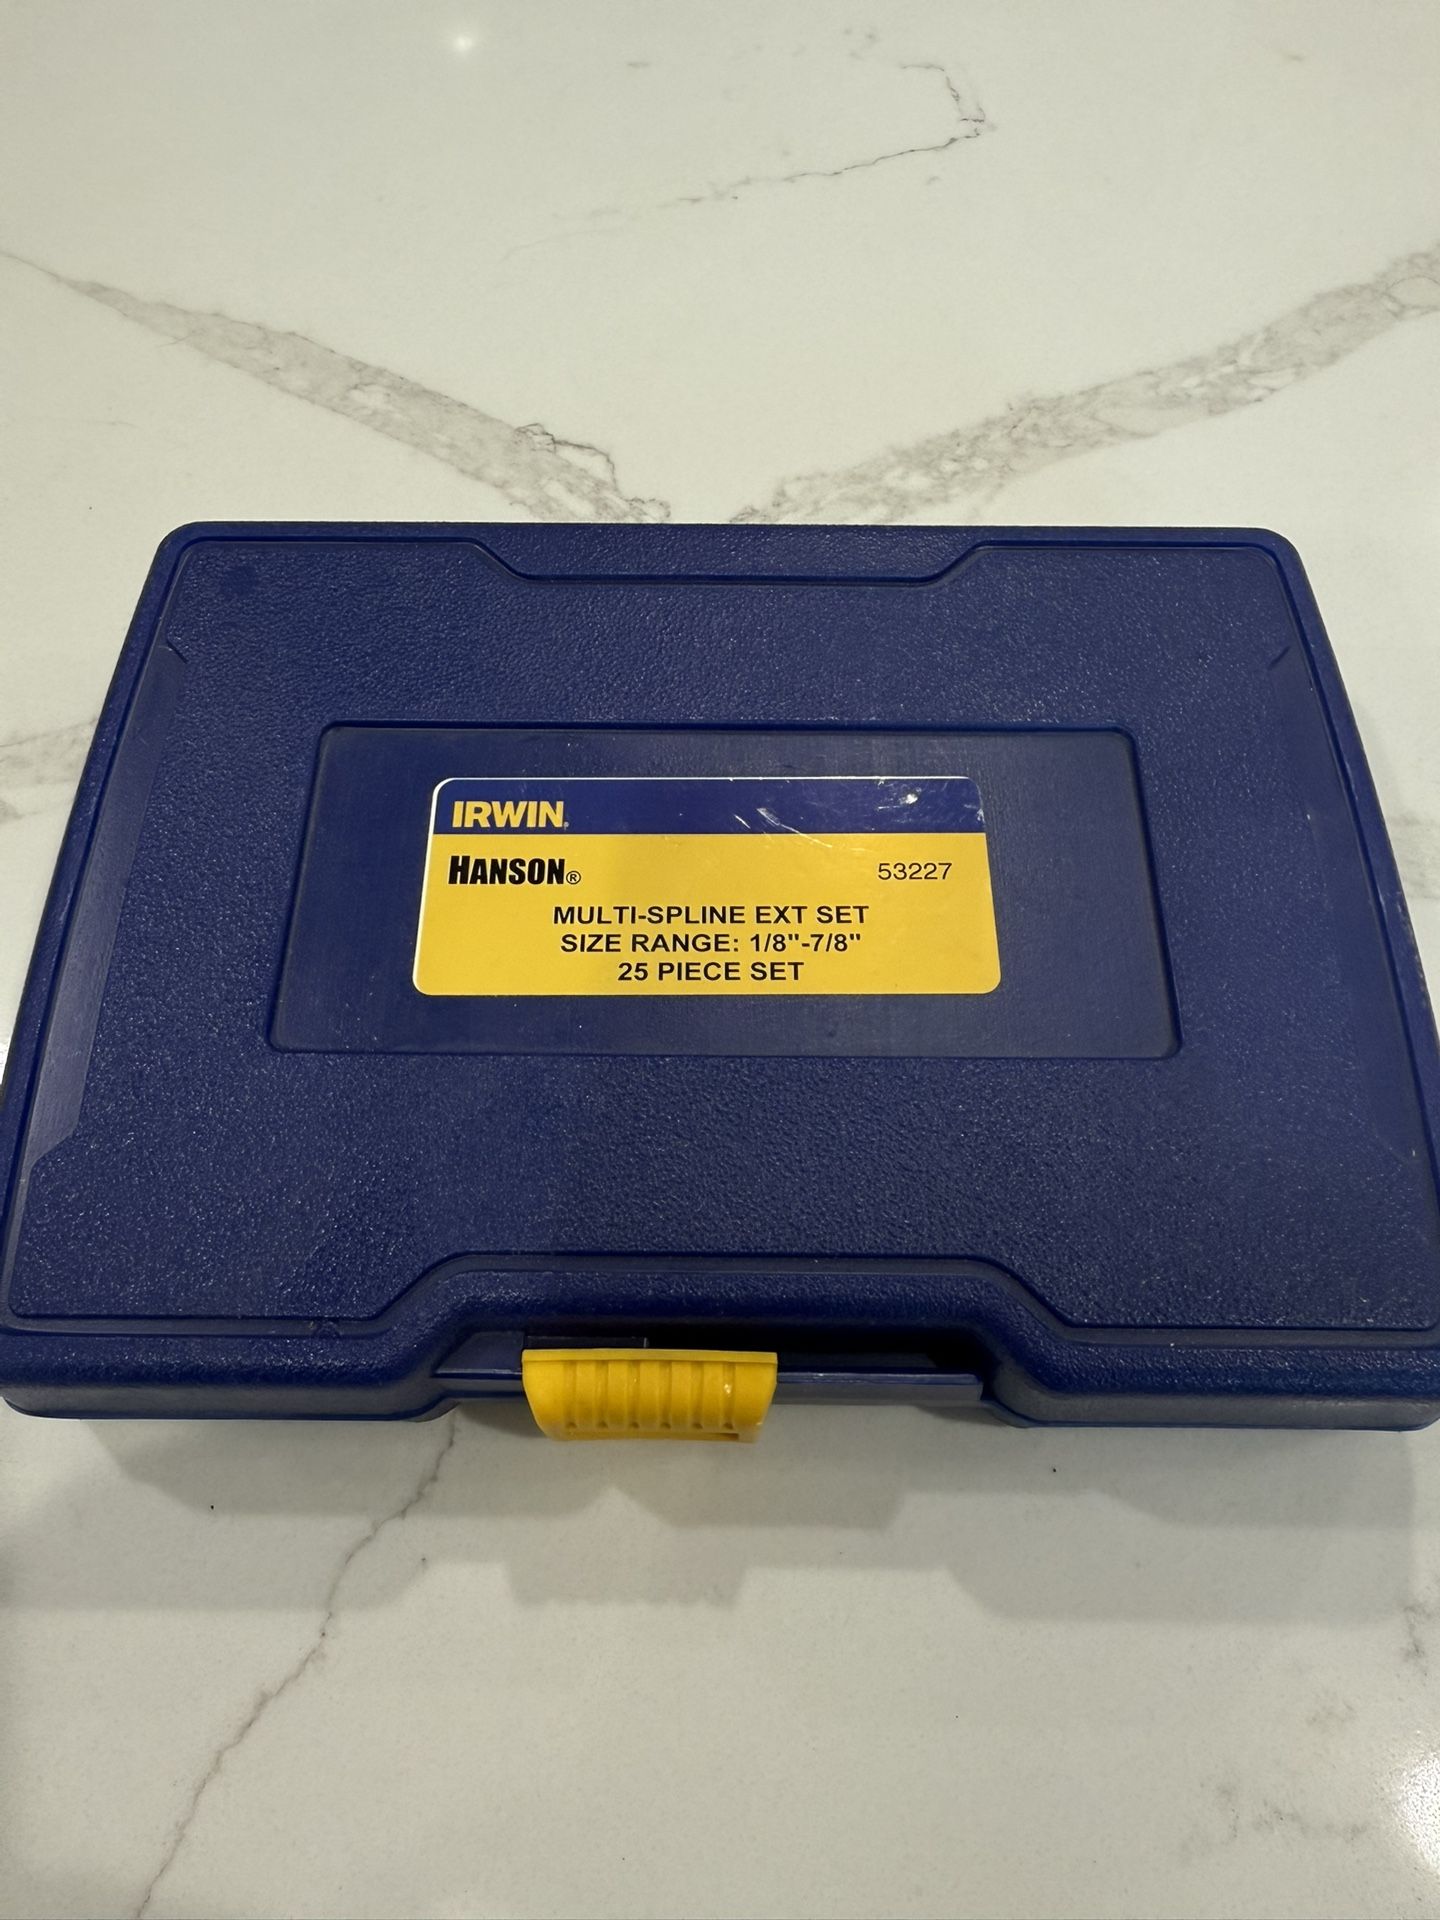 IRWIN.
HANSON® 53227
MULTI-SPLINE EXT SET
SIZE RANGE: 1/8"-7/8"
25 PIECE SET